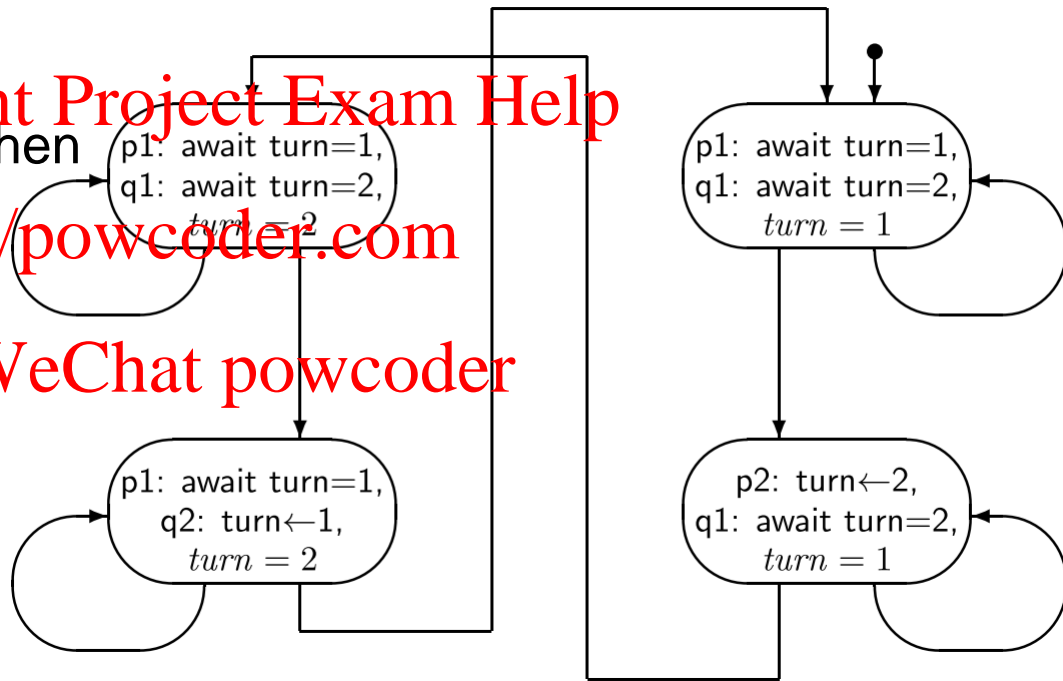 nt Project Exam Help
hen
p1: await turn=1,
q1: await turn=2,
turn = 2
p1: await turn=1,
q1: await turn=2,
turn = 1
/powcoder.com
WeChat powcoder
p1: await turn=1,
q2: turn←1,
turn = 2
p2: turn←2,
q1: await turn=2,
turn = 1